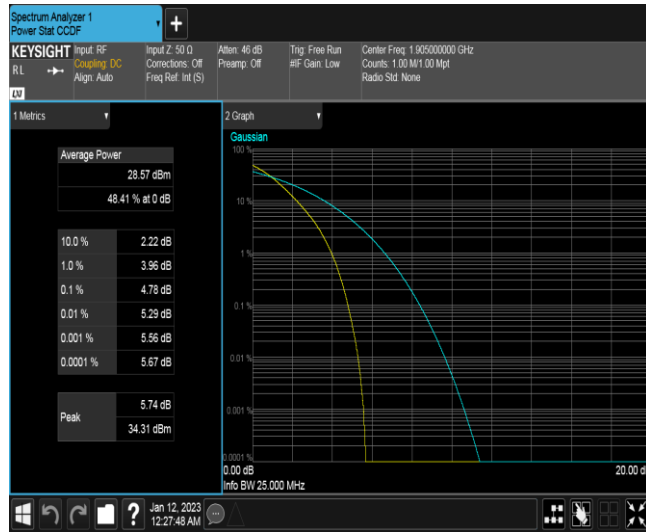 Spectrum Analyzer 1
Power Stat CCDF
KEYSIGHT
RL
LXI
Input: RF
Coupling: DC
Align: Auto
Input Z: 50 Ω
Corrections: Off
Freq Ref: Int (S)
Atten: 46 dB
Preamp: Off
Trig: Free Run
#IF Gain: Low
Center Freq: 1.905000000 GHz
Counts: 1.00 M/1.00 Mpt
Radio Std: None
1 Metrics
Average Power
28.57 dBm
48.41 % at 0 dB
10.0 % 2.22 dB
1.0 % 3.96 dB
0.1 % 4.78 dB
0.01 % 5.29 dB
0.001 % 5.56 dB
0.0001 % 5.67 dB
Peak
5.74 dB
34.31 dBm
2 Graph
Gaussian
100 %
10 %
1 %
0.1 %
0.01 %
0.001 %
0.0001 %
0.00 dB
20.00 d
Info BW 25.000 MHz
?
Jan 12, 2023
12:27:48 AM